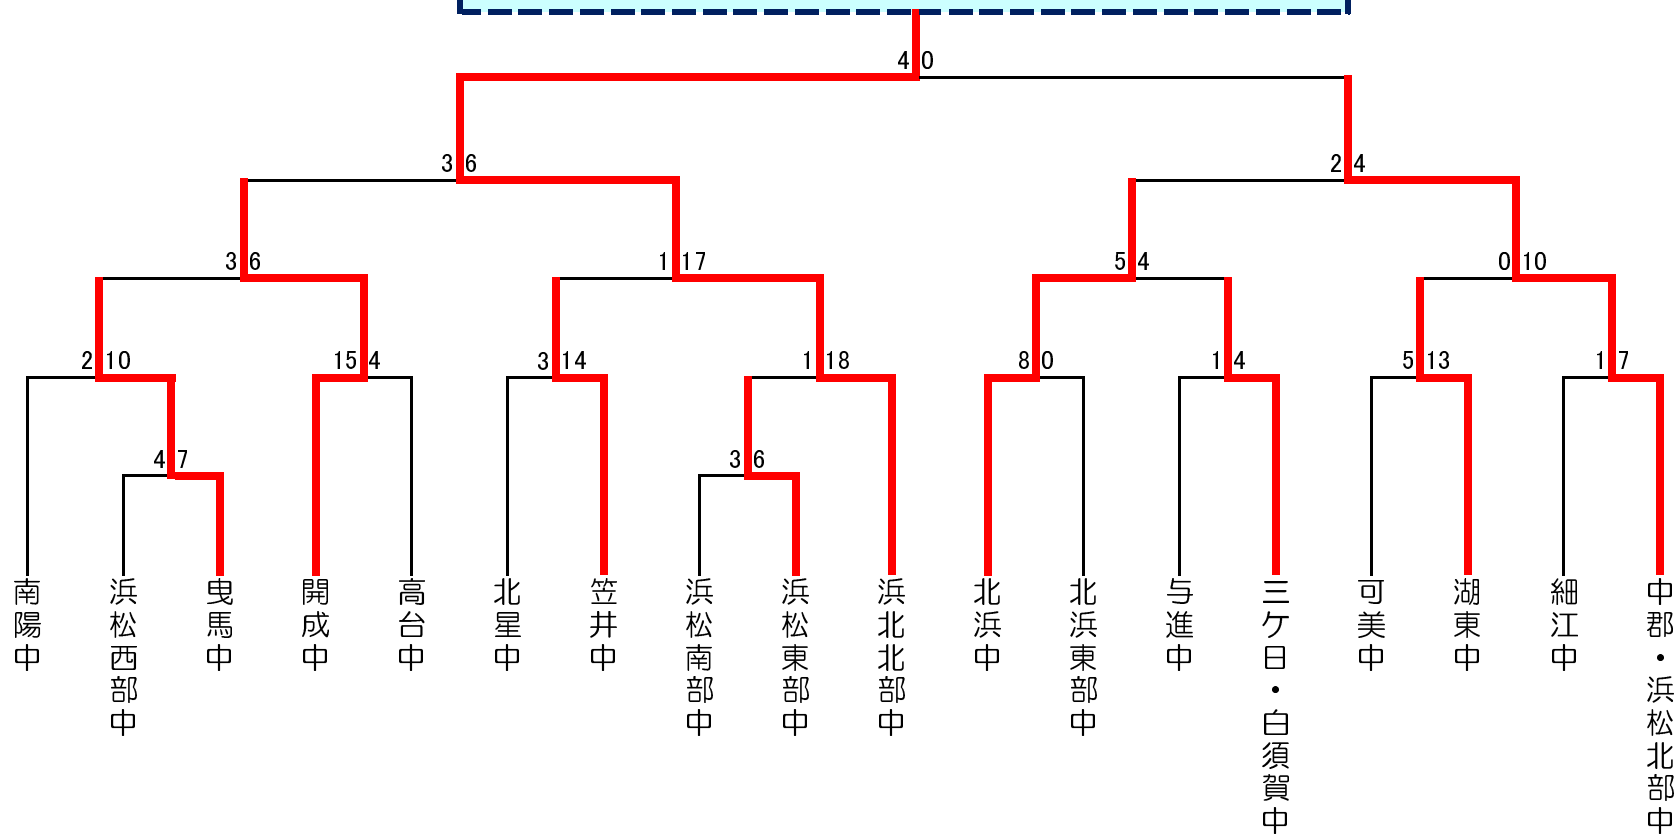 4 0
3 6
2 4
3 6
1 17
5 4
0 10
2 10
15 4
3 14
1 18
8 0
1 4
5 13
1 7
4 7
3 6
南陽中
浜松西部中
曳馬中
開成中
高台中
北星中
笠井中
浜松南部中
浜松東部中
浜北北部中
北浜中
北浜東部中
与進中
三ケ日・白須賀中
可美中
湖東中
細江中
中郡・浜松北部中